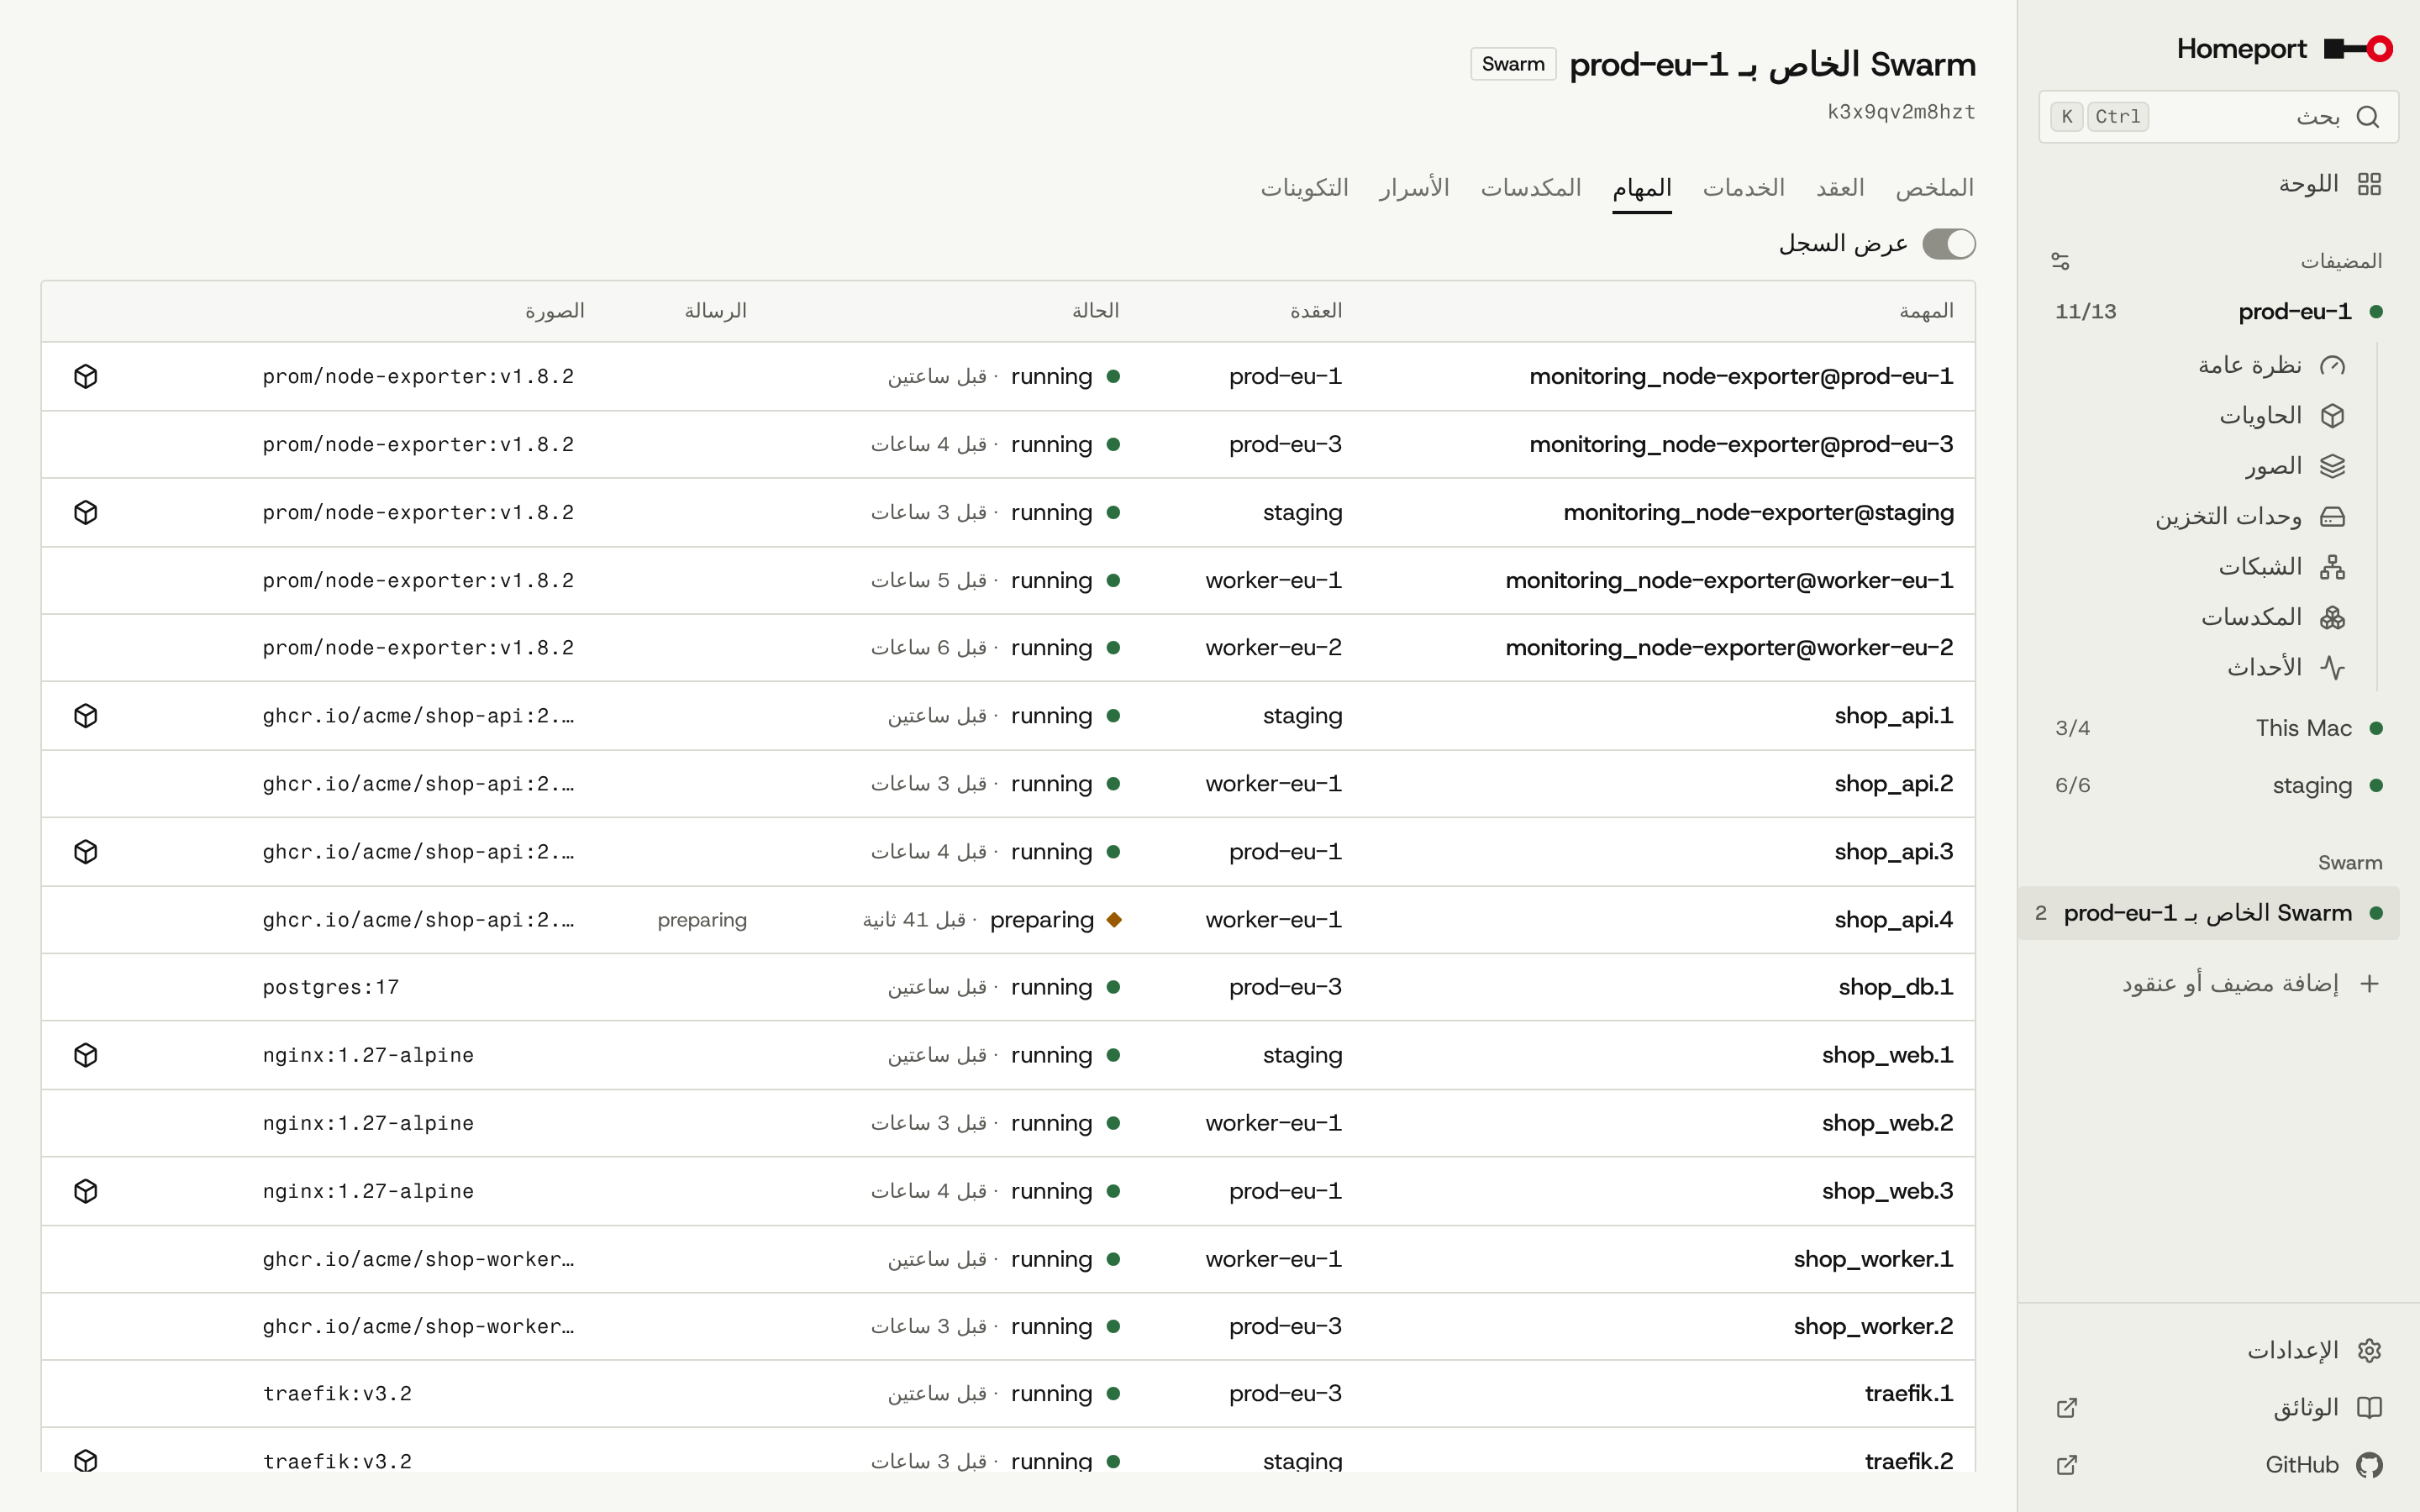 Homeport
بحث
Ctrl K
اللوحة
المضيفات
prod-eu-1 11/13
نظرة عامة
الحاويات
الصور
وحدات التخزين
الشبكات
المكدسات
الأحداث
This Mac 3/4
staging 6/6
Swarm
Swarm الخاص بـ prod-eu-1 2
إضافة مضيف أو عنقود
الإعدادات
الوثائق
GitHub
Swarm الخاص بـ prod-eu-1 Swarm
k3x9qv2m8hzt
الملخص العقد الخدمات المهام المكدسات الأسرار التكوينات
عرض السجل
المهمة العقدة الحالة الرسالة الصورة
monitoring_node-exporter@prod-eu-1 prod-eu-1 running · قبل ساعتين prom/node-exporter:v1.8.2
monitoring_node-exporter@prod-eu-3 prod-eu-3 running · قبل 4 ساعات prom/node-exporter:v1.8.2
monitoring_node-exporter@staging staging running · قبل 3 ساعات prom/node-exporter:v1.8.2
monitoring_node-exporter@worker-eu-1 worker-eu-1 running · قبل 5 ساعات prom/node-exporter:v1.8.2
monitoring_node-exporter@worker-eu-2 worker-eu-2 running · قبل 6 ساعات prom/node-exporter:v1.8.2
shop_api.1 staging running · قبل ساعتين ghcr.io/acme/shop-api:2.…
shop_api.2 worker-eu-1 running · قبل 3 ساعات ghcr.io/acme/shop-api:2.…
shop_api.3 prod-eu-1 running · قبل 4 ساعات ghcr.io/acme/shop-api:2.…
shop_api.4 worker-eu-1 preparing · قبل 41 ثانية preparing ghcr.io/acme/shop-api:2.…
shop_db.1 prod-eu-3 running · قبل ساعتين postgres:17
shop_web.1 staging running · قبل ساعتين nginx:1.27-alpine
shop_web.2 worker-eu-1 running · قبل 3 ساعات nginx:1.27-alpine
shop_web.3 prod-eu-1 running · قبل 4 ساعات nginx:1.27-alpine
shop_worker.1 worker-eu-1 running · قبل ساعتين ghcr.io/acme/shop-worker…
shop_worker.2 prod-eu-3 running · قبل 3 ساعات ghcr.io/acme/shop-worker…
traefik.1 prod-eu-3 running · قبل ساعتين traefik:v3.2
traefik.2 staging running · قبل 3 ساعات traefik:v3.2